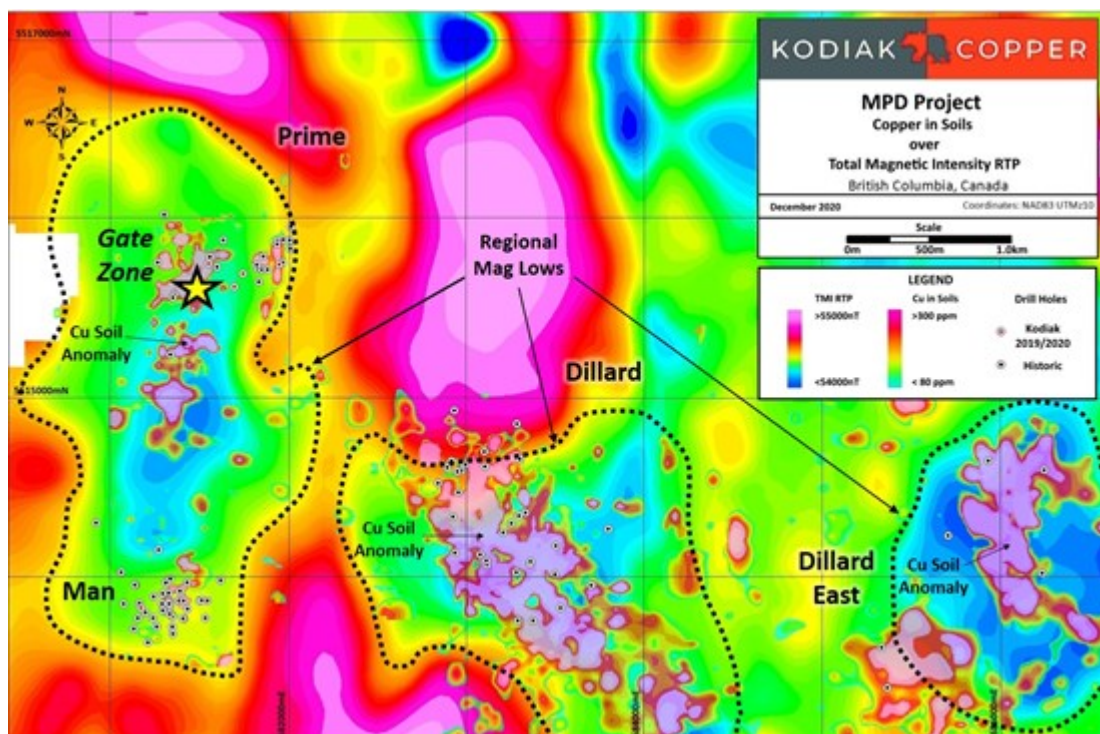 5517000mN
N
W E
S
Prime
Gate
Zone
Cu Soil
Anomaly
5515000mN
Man
Regional
Mag Lows
Dillard
Cu Soil
Anomaly
Dillard
East
Cu Soil
Anomaly
KODIAK COPPER
MPD Project
Copper in Soils
over
Total Magnetic Intensity RTP
British Columbia, Canada
December 2020 Coordinates: NAD83 UTMz10
Scale
0m 500m 1.0km
LEGEND
TMI RTP Cu in Soils Drill Holes
>55000nT >300 ppm Kodiak
2019/2020
<54000nT < 80 ppm Historic